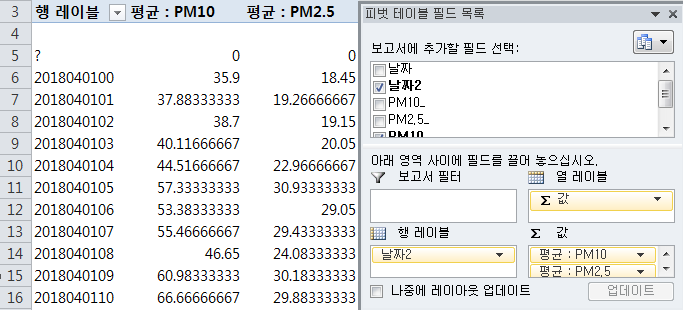 3 행 레이블 평균 : PM10 평균 : PM2.5
4
5 ? 0 0
6 2018040100 35.9 18.45
7 2018040101 37.88333333 19.26666667
8 2018040102 38.7 19.15
9 2018040103 40.11666667 20.05
10 2018040104 44.51666667 22.96666667
11 2018040105 57.33333333 30.93333333
12 2018040106 53.38333333 29.05
13 2018040107 55.46666667 29.43333333
14 2018040108 46.65 24.08333333
15 2018040109 60.98333333 30.18333333
16 2018040110 66.66666667 29.88333333
피벗 테이블 필드 목록
보고서에 추가할 필드 선택:
날짜
날짜2
PM10_
PM2,5_
PM10
아래 영역 사이에 필드를 끌어 놓으십시오.
보고서 필터 열 레이블
Σ 값
행 레이블 Σ 값
날짜2 평균 : PM10
평균 : PM2,5
나중에 레이아웃 업데이트 업데이트